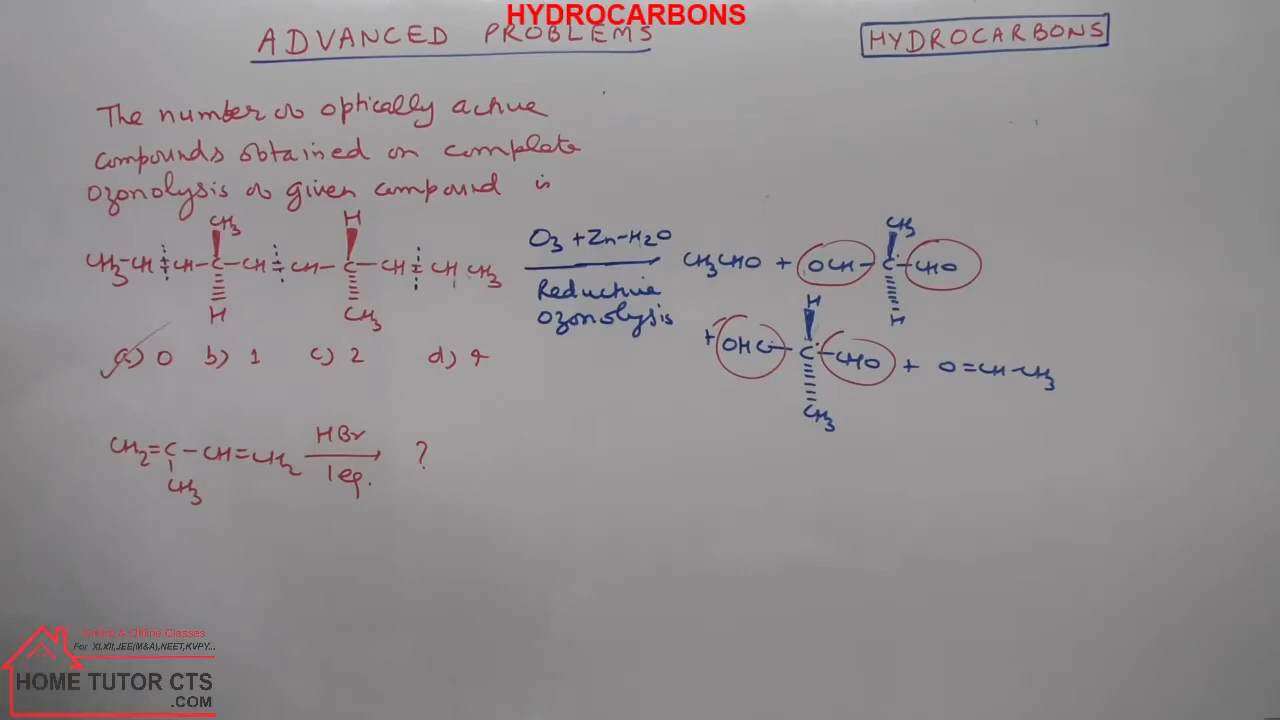 HYDROCARBONS
ADVANCED PROBLEMS
HYDROCARBONS
The number of optically active
compounds obtained on complete
ozonolysis of given compound is
CH3 H
CH3-CH CH-C-CH CH-C-CH CH CH3
H CH3
O3 + Zn-H2O
Reductive
ozonolysis
CH3
CH3CHO + OCH-C-CHO
H
H
+ OHC-C-CHO + O=CH-CH3
CH3
a) 0 b) 1 c) 2 d) 4
CH2=C-CH=CH2 HBr ?
CH3 1eq.
Online & Offline Classes
For XI,XII,JEE(M&A),NEET,KVPY...
HOME TUTOR CTS
.COM